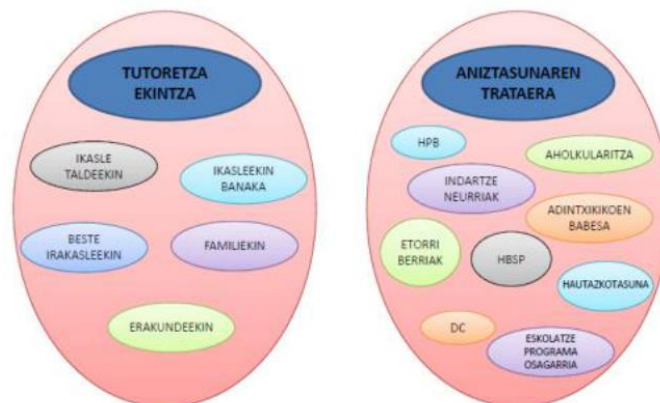 TUTORETZA
EKINTZA
IKASLE
TALDEEKIN
IKASLEEKIN
BANAKA
BESTE
IRAKASLEEKIN
FAMILIEKIN
ERAKUNDEEKIN
ANIZTASUNAREN
TRATAERA
HPB
AHOLKULARITZA
INDARTZE
NEURRIAK
ADINTXIKIKOEN
BABESA
ETORRI
BERRIAK
HBSP
HAUTAZKOTASUNA
DC
ESKOLATZE
PROGRAMA
OSAGARRIA